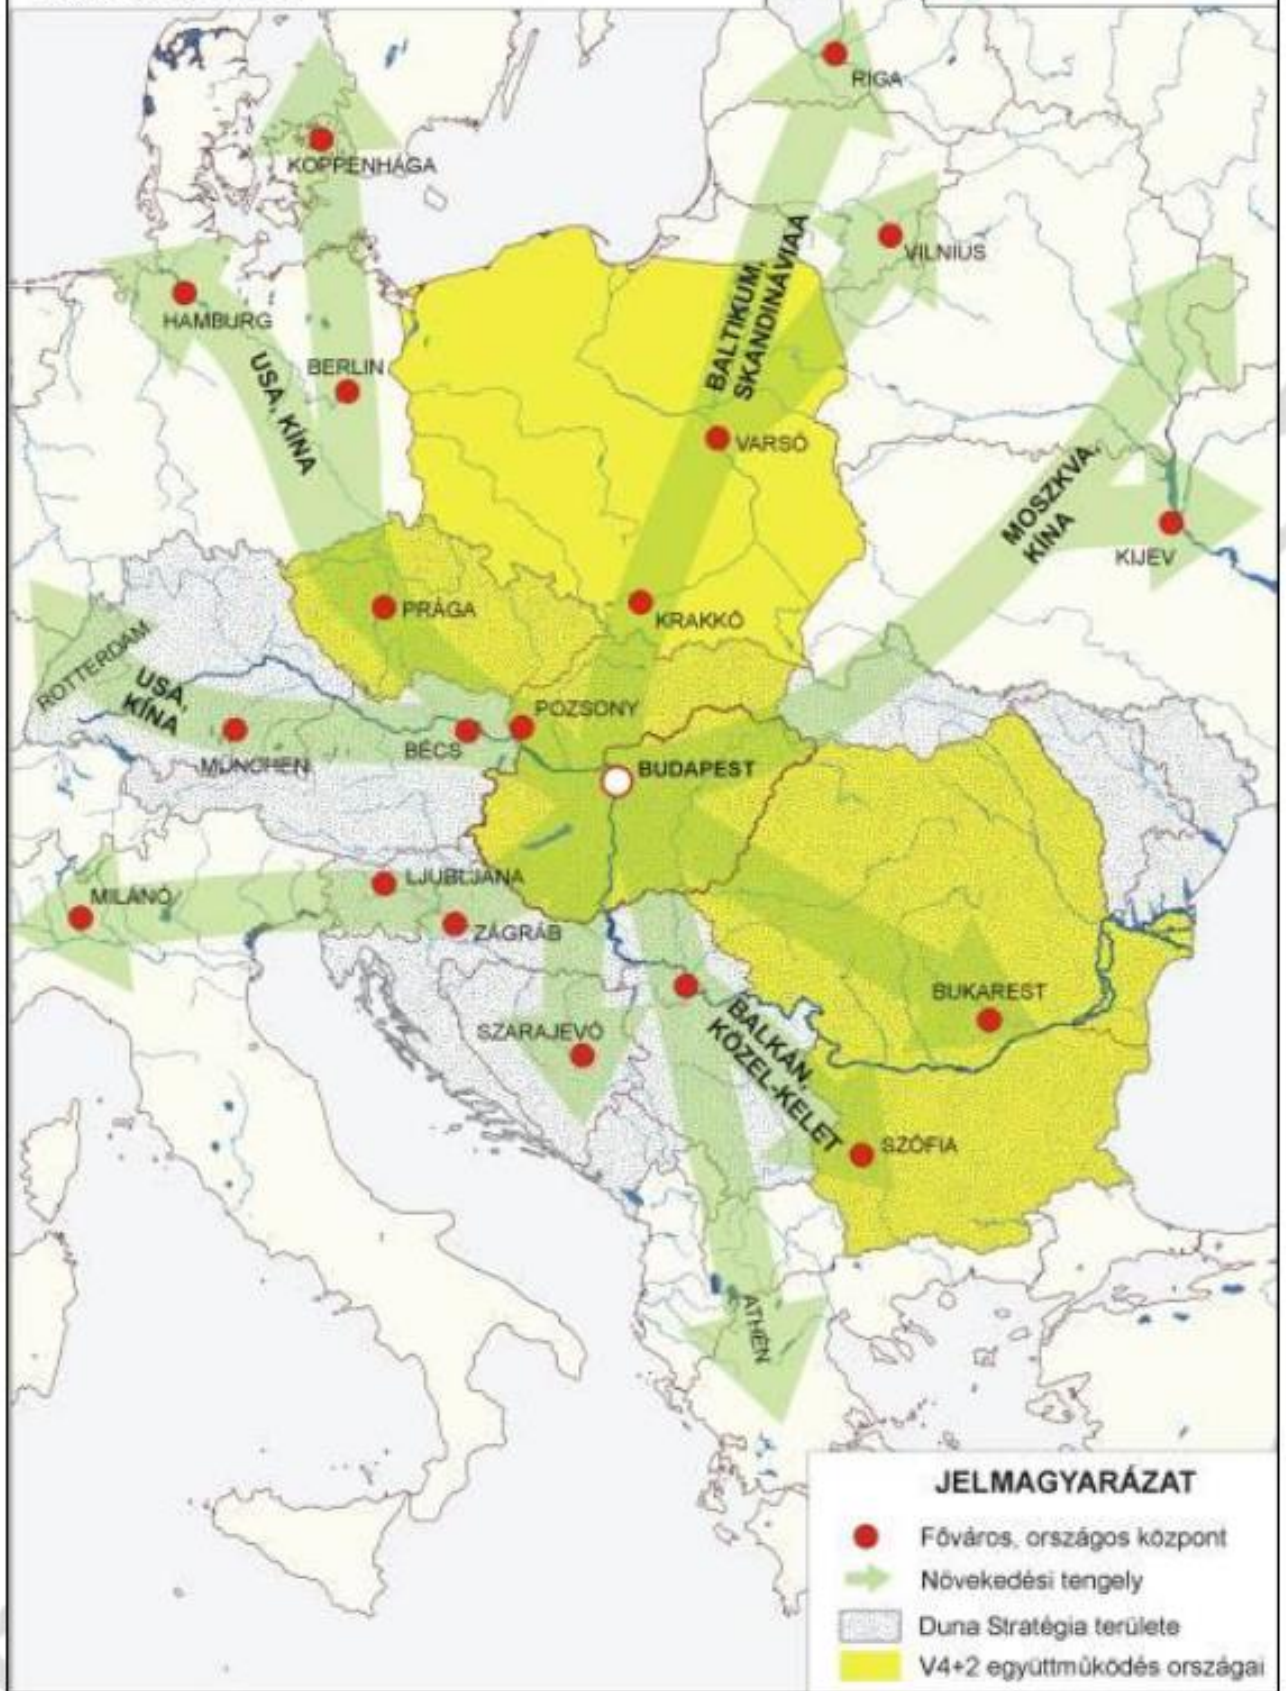 RIGA
KOPPENHÁGA
VILNIUS
HAMBURG
BALTIKUM,
SKANDINÁVIAA
BERLIN
USA, KÍNA
VARSÓ
MOSZKVA,
KÍNA
KIJEV
PRÁGA
KRAKKÓ
ROTTERDAM
USA,
KÍNA
POZSONY
BÉCS
MÜNCHEN
BUDAPEST
LJUBLJANA
MILÁNÓ
ZÁGRÁB
BUKAREST
SZARAJEVÓ
BALKÁN,
KÖZEL-KELET
SZÓFIA
ATHÉN
JELMAGYARÁZAT
Főváros, országos központ
Növekedési tengely
Duna Stratégia területe
V4+2 együttműködés országai